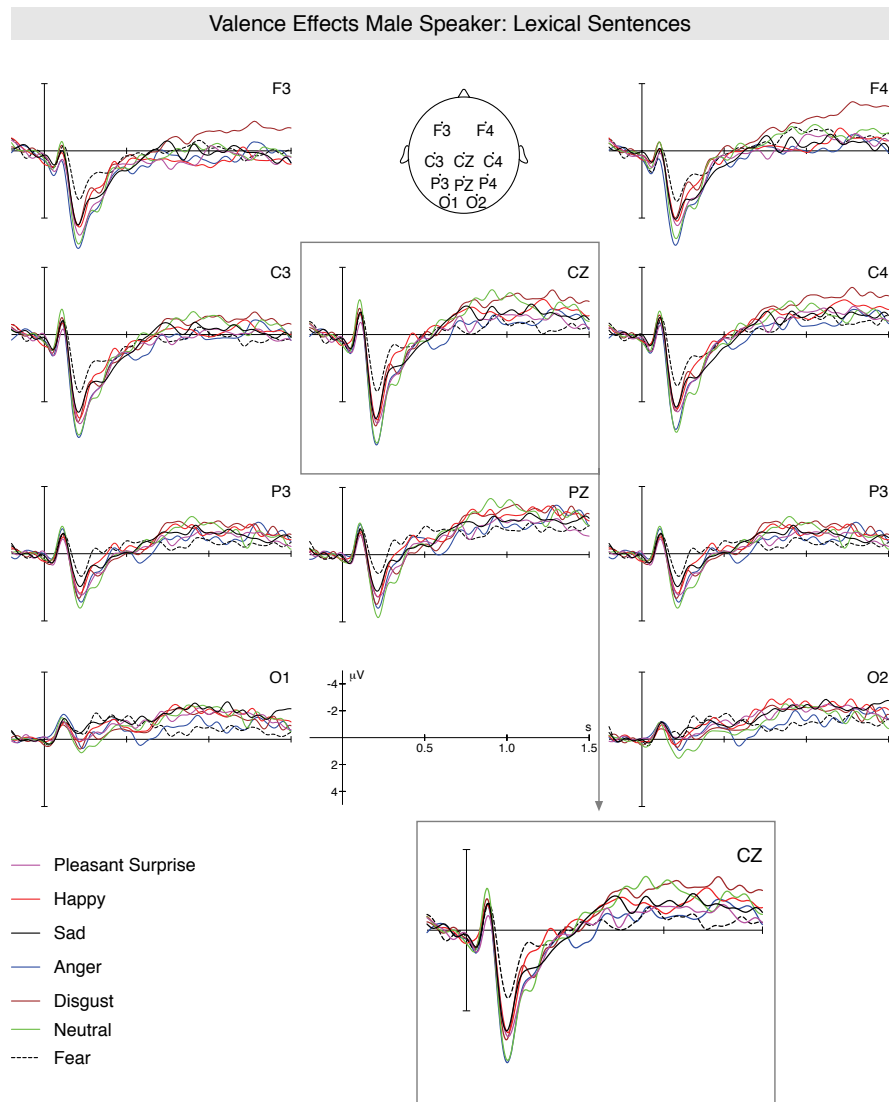 Valence Effects Male Speaker: Lexical Sentences
F3
F4
F3 F4
C3 CZ C4
P3 PZ P4
O1 O2
C3
CZ
C4
P3
PZ
P3
O1
O2
µV
-4
-2
s
0.5 1.0 1.5
2
4
Pleasant Surprise
Happy
Sad
Anger
Disgust
Neutral
Fear
CZ